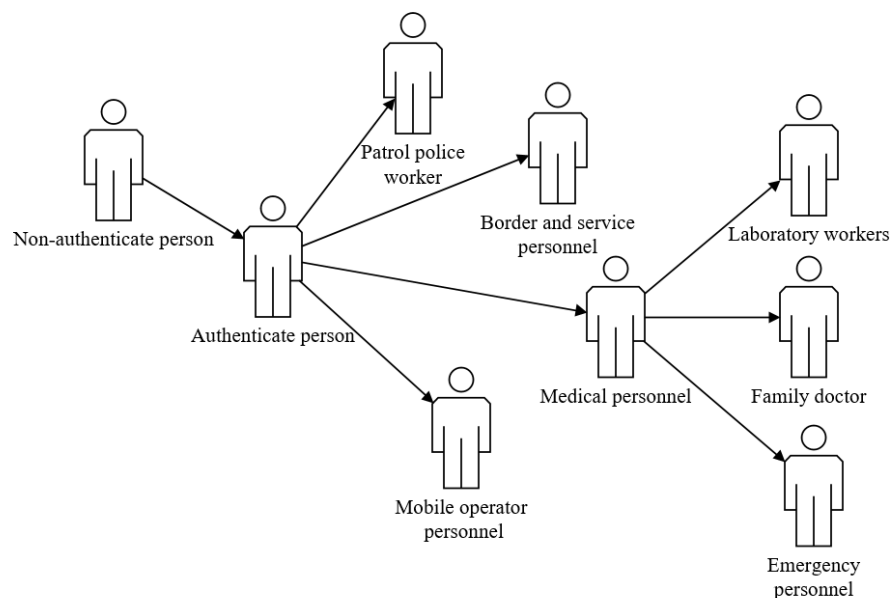 Patrol police
worker
Non-authenticate person
Border and service
personnel
Laboratory workers
Authenticate person
Medical personnel
Family doctor
Mobile operator
personnel
Emergency
personnel